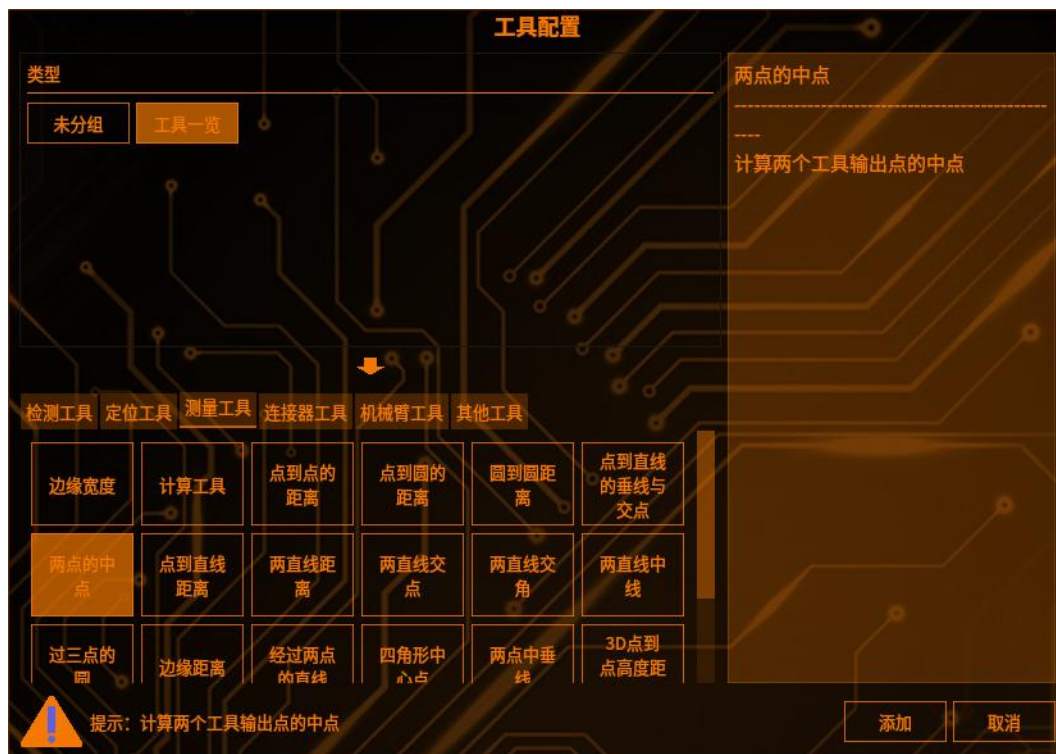 工具配置
类型
未分组
工具一览
两点的中点
-----------------------------------------------
----
计算两个工具输出点的中点
检测工具
定位工具
测量工具
连接器工具
机械臂工具
其他工具
边缘宽度
计算工具
点到点的
距离
点到圆的
距离
圆到圆距
离
点到直线
的垂线与
交点
两点的中
点
点到直线
距离
两直线距
离
两直线交
点
两直线交
角
两直线中
线
过三点的
圆
边缘距离
经过两点
的直线
四角形中
心点
两点中垂
线
3D点到
点高度距
提示：计算两个工具输出点的中点
添加
取消